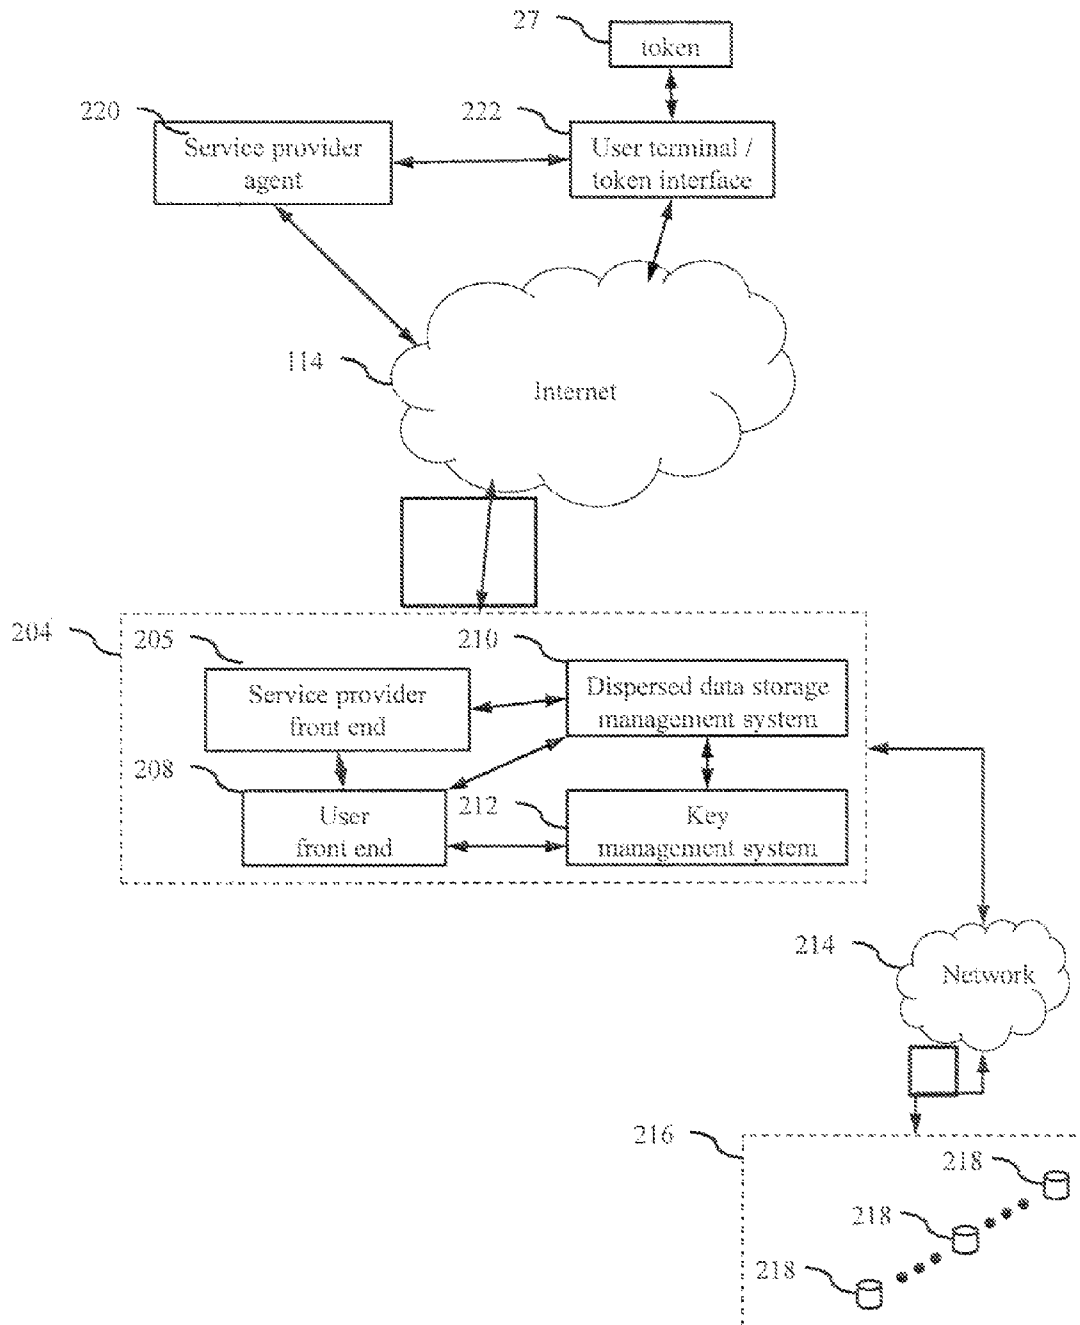 27
token
220
Service provider
agent
222
User terminal /
token interface
114
Internet
204
205
Service provider
front end
210
Dispersed data storage
management system
208
User
front end
212
Key
management system
214
Network
216
218
218
218